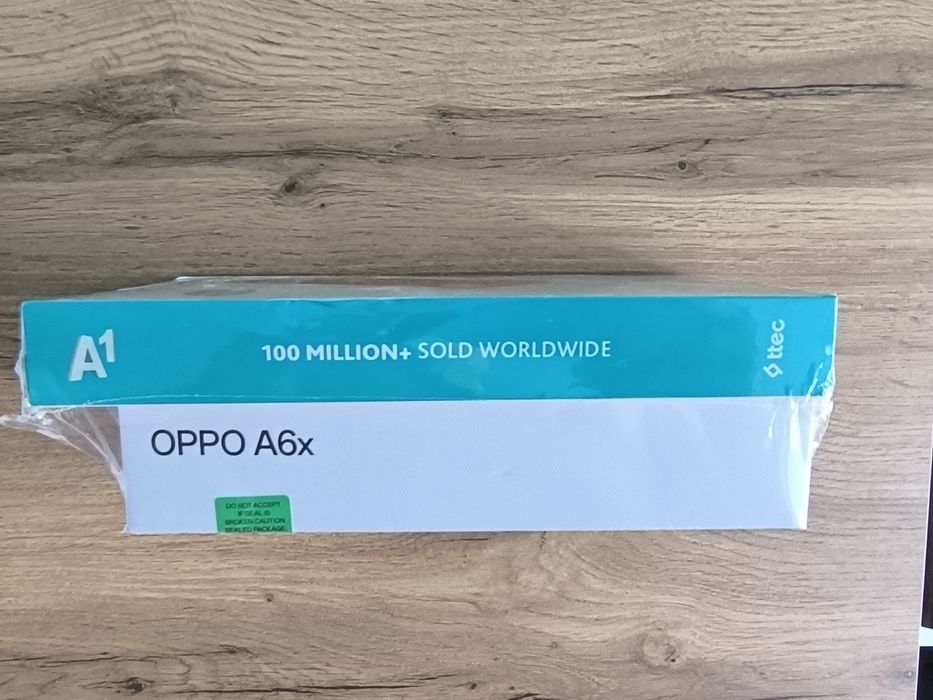 A1
100 MILLION+ SOLD WORLDWIDE
ttec
OPPO A6x
DO NOT ACCEPT
IF SEAL IS
BROKEN CAUTION
SEALED PACKAGE